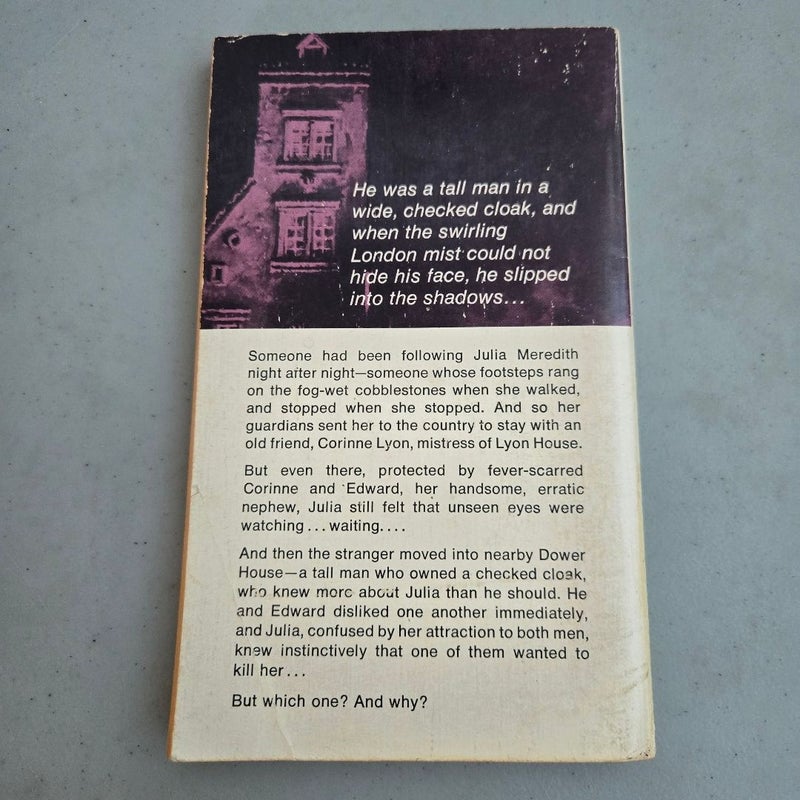 He was a tall man in a
wide, checked cloak, and
when the swirling
London mist could not
hide his face, he slipped
into the shadows...
Someone had been following Julia Meredith
night after night—someone whose footsteps rang
on the fog-wet cobblestones when she walked,
and stopped when she stopped. And so her
guardians sent her to the country to stay with an
old friend, Corinne Lyon, mistress of Lyon House.
But even there, protected by fever-scarred
Corinne and Edward, her handsome, erratic
nephew, Julia still felt that unseen eyes were
watching...waiting....
And then the stranger moved into nearby Dower
House—a tall man who owned a checked cloak,
who knew more about Julia than he should. He
and Edward disliked one another immediately,
and Julia, confused by her attraction to both men,
knew instinctively that one of them wanted to
kill her...
But which one? And why?